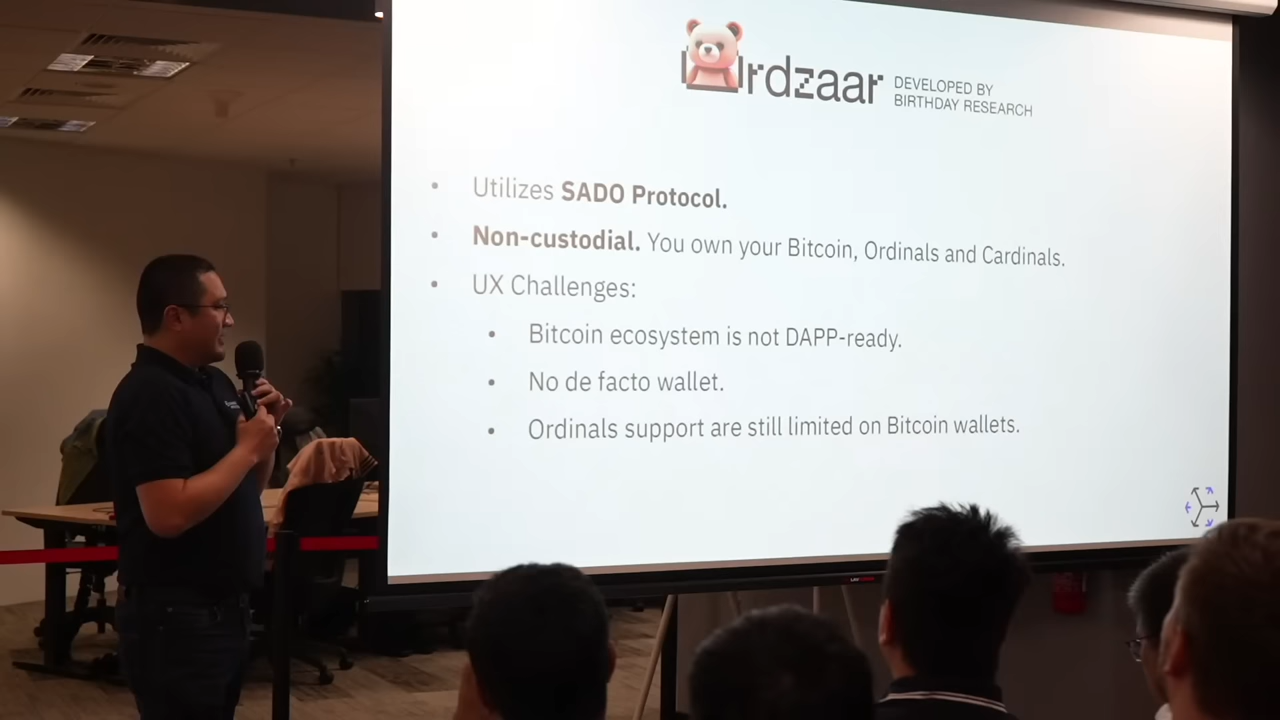 Ordzaar
DEVELOPED BY
BIRTHDAY RESEARCH
• Utilizes SADO Protocol.
• Non-custodial. You own your Bitcoin, Ordinals and Cardinals.
• UX Challenges:
• Bitcoin ecosystem is not DAPP-ready.
• No de facto wallet.
• Ordinals support are still limited on Bitcoin wallets.